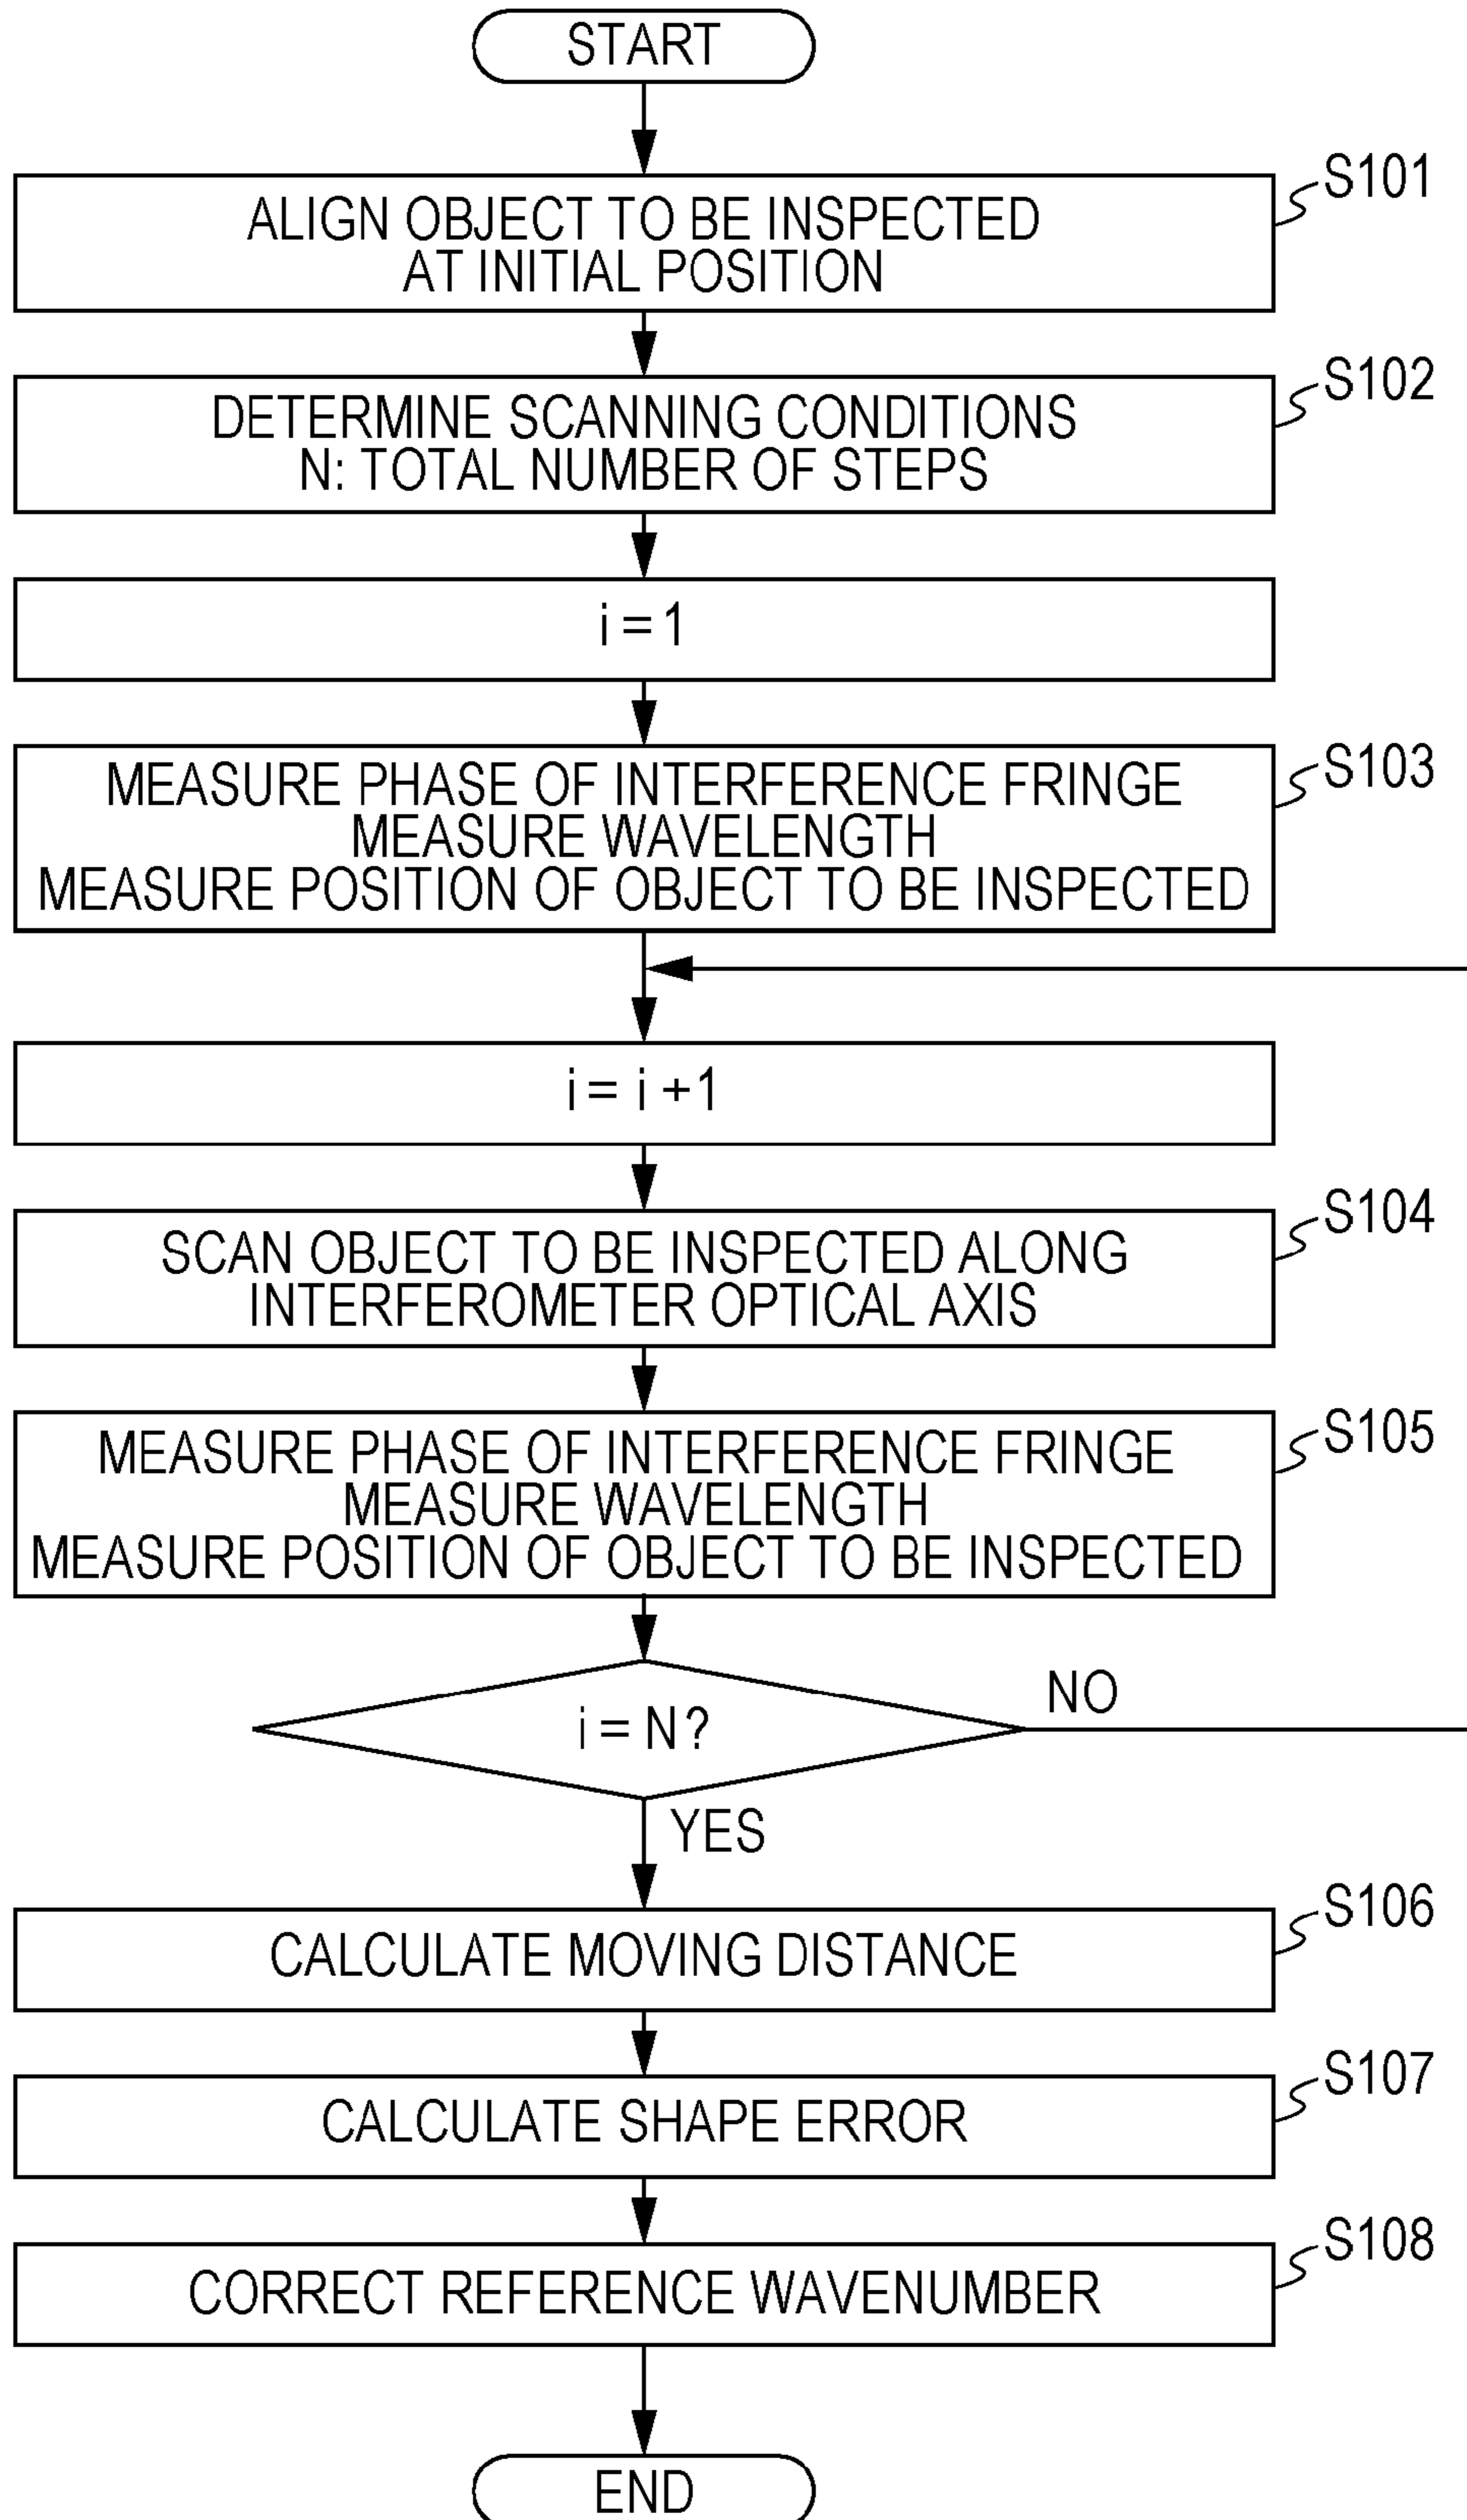 START
S101
ALIGN OBJECT TO BE INSPECTED
AT INITIAL POSITION
S102
DETERMINE SCANNING CONDITIONS
N: TOTAL NUMBER OF STEPS
i = 1
S103
MEASURE PHASE OF INTERFERENCE FRINGE
MEASURE WAVELENGTH
MEASURE POSITION OF OBJECT TO BE INSPECTED
i = i +1
S104
SCAN OBJECT TO BE INSPECTED ALONG
INTERFEROMETER OPTICAL AXIS
S105
MEASURE PHASE OF INTERFERENCE FRINGE
MEASURE WAVELENGTH
MEASURE POSITION OF OBJECT TO BE INSPECTED
NO
i = N?
YES
S106
CALCULATE MOVING DISTANCE
S107
CALCULATE SHAPE ERROR
S108
CORRECT REFERENCE WAVENUMBER
END